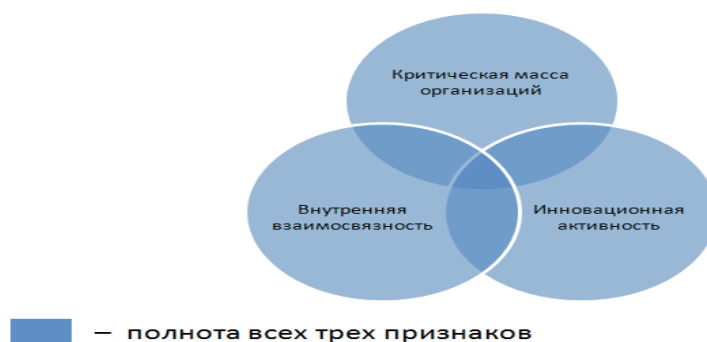 Критическая масса
организаций
Внутренняя
взаимосвязность
Инновационная
активность
– полнота всех трех признаков